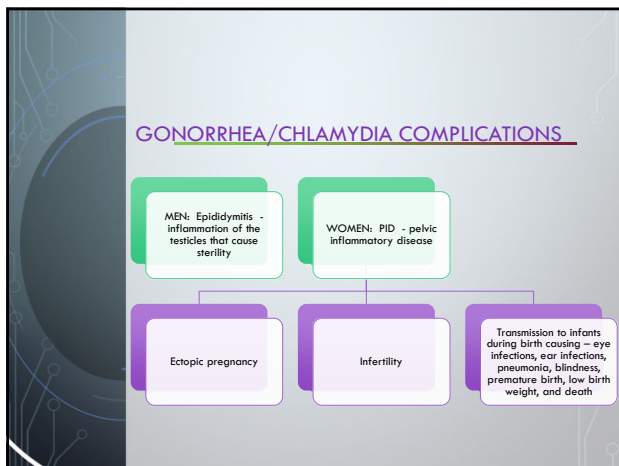 GONORRHEA/CHLAMYDIA COMPLICATIONS
MEN: Epididymitis -
inflammation of the
testicles that cause
sterility
WOMEN: PID - pelvic
inflammatory disease
Ectopic pregnancy
Infertility
Transmission to infants
during birth causing – eye
infections, ear infections,
pneumonia, blindness,
premature birth, low birth
weight, and death